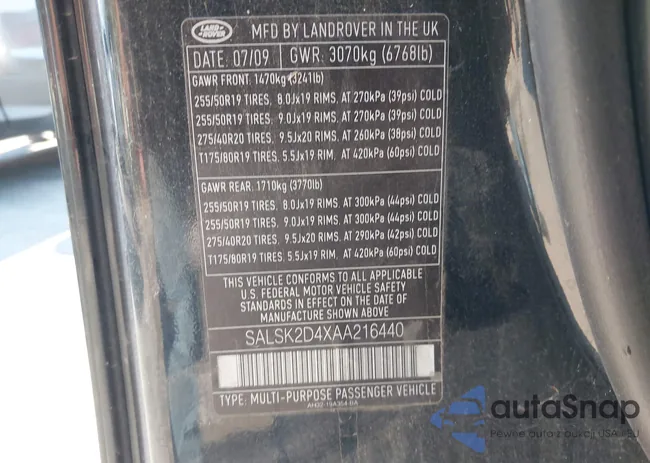 LAND
ROVER
MFD BY LANDROVER IN THE UK
DATE: 07/09 GWR: 3070kg (6768lb)
GAWR FRONT: 1470kg (3241lb)
255/50R19 TIRES, 8.0Jx19 RIMS, AT 270kPa (39psi) COLD
255/50R19 TIRES, 9.0Jx19 RIMS, AT 270kPa (39psi) COLD
275/40R20 TIRES, 9.5Jx20 RIMS, AT 260kPa (38psi) COLD
T175/80R19 TIRES, 5.5Jx19 RIM, AT 420kPa (60psi) COLD
GAWR REAR: 1710kg (3770lb)
255/50R19 TIRES, 8.0Jx19 RIMS, AT 300kPa (44psi) COLD
255/50R19 TIRES, 9.0Jx19 RIMS, AT 300kPa (44psi) COLD
275/40R20 TIRES, 9.5Jx20 RIMS, AT 290kPa (42psi) COLD
T175/80R19 TIRES, 5.5Jx19 RIM, AT 420kPa (60psi) COLD
THIS VEHICLE CONFORMS TO ALL APPLICABLE
U.S. FEDERAL MOTOR VEHICLE SAFETY
STANDARDS IN EFFECT ON THE DATE OF
MANUFACTURE SHOWN ABOVE
SALSK2D4XAA216440
TYPE: MULTI-PURPOSE PASSENGER VEHICLE
autoSnap
Pewne auto z aukcji USA i EU